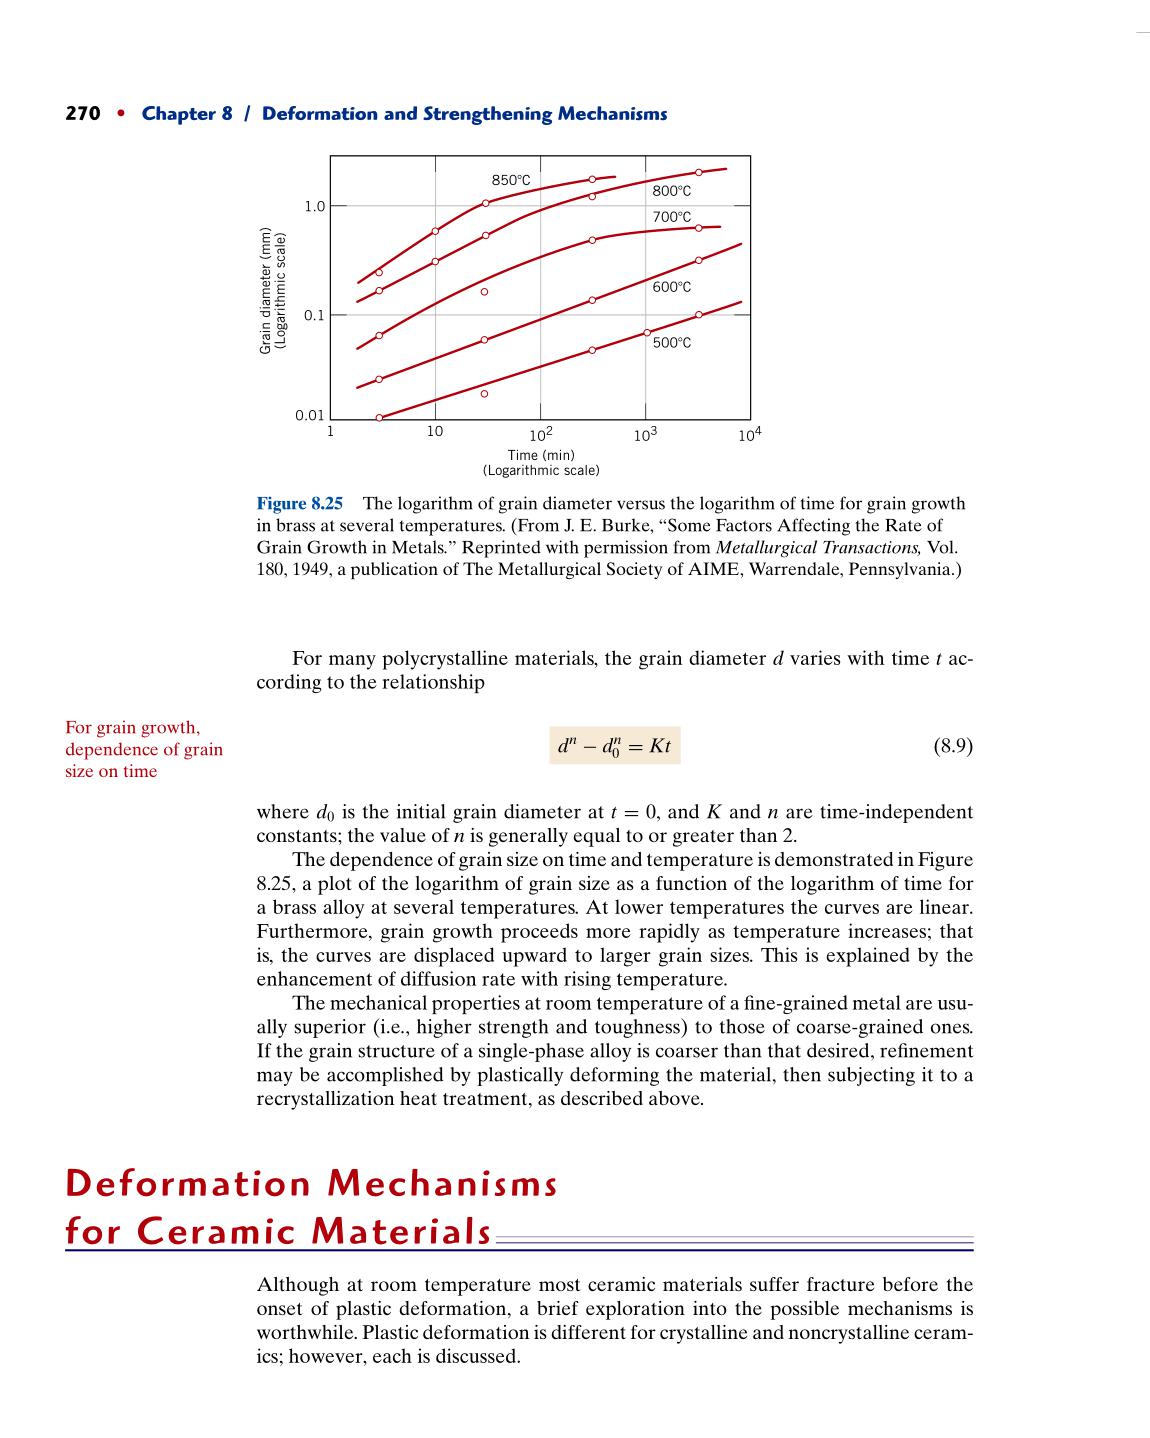 270 • Chapter 8 / Deformation and Strengthening Mechanisms
850°C
800°C
1.0
700°C
Grain diameter (mm)
(Logarithmic scale)
600°C
0.1
500°C
0.01
1 10 10² 10³ 10⁴
Time (min)
(Logarithmic scale)
Figure 8.25 The logarithm of grain diameter versus the logarithm of time for grain growth
in brass at several temperatures. (From J. E. Burke, “Some Factors Affecting the Rate of
Grain Growth in Metals.” Reprinted with permission from Metallurgical Transactions, Vol.
180, 1949, a publication of The Metallurgical Society of AIME, Warrendale, Pennsylvania.)
For many polycrystalline materials, the grain diameter d varies with time t ac-
cording to the relationship
For grain growth,
dependence of grain
size on time
dⁿ − d₀ⁿ = Kt (8.9)
where d₀ is the initial grain diameter at t = 0, and K and n are time-independent
constants; the value of n is generally equal to or greater than 2.
The dependence of grain size on time and temperature is demonstrated in Figure
8.25, a plot of the logarithm of grain size as a function of the logarithm of time for
a brass alloy at several temperatures. At lower temperatures the curves are linear.
Furthermore, grain growth proceeds more rapidly as temperature increases; that
is, the curves are displaced upward to larger grain sizes. This is explained by the
enhancement of diffusion rate with rising temperature.
The mechanical properties at room temperature of a fine-grained metal are usu-
ally superior (i.e., higher strength and toughness) to those of coarse-grained ones.
If the grain structure of a single-phase alloy is coarser than that desired, refinement
may be accomplished by plastically deforming the material, then subjecting it to a
recrystallization heat treatment, as described above.
Deformation Mechanisms
for Ceramic Materials
Although at room temperature most ceramic materials suffer fracture before the
onset of plastic deformation, a brief exploration into the possible mechanisms is
worthwhile. Plastic deformation is different for crystalline and noncrystalline ceram-
ics; however, each is discussed.